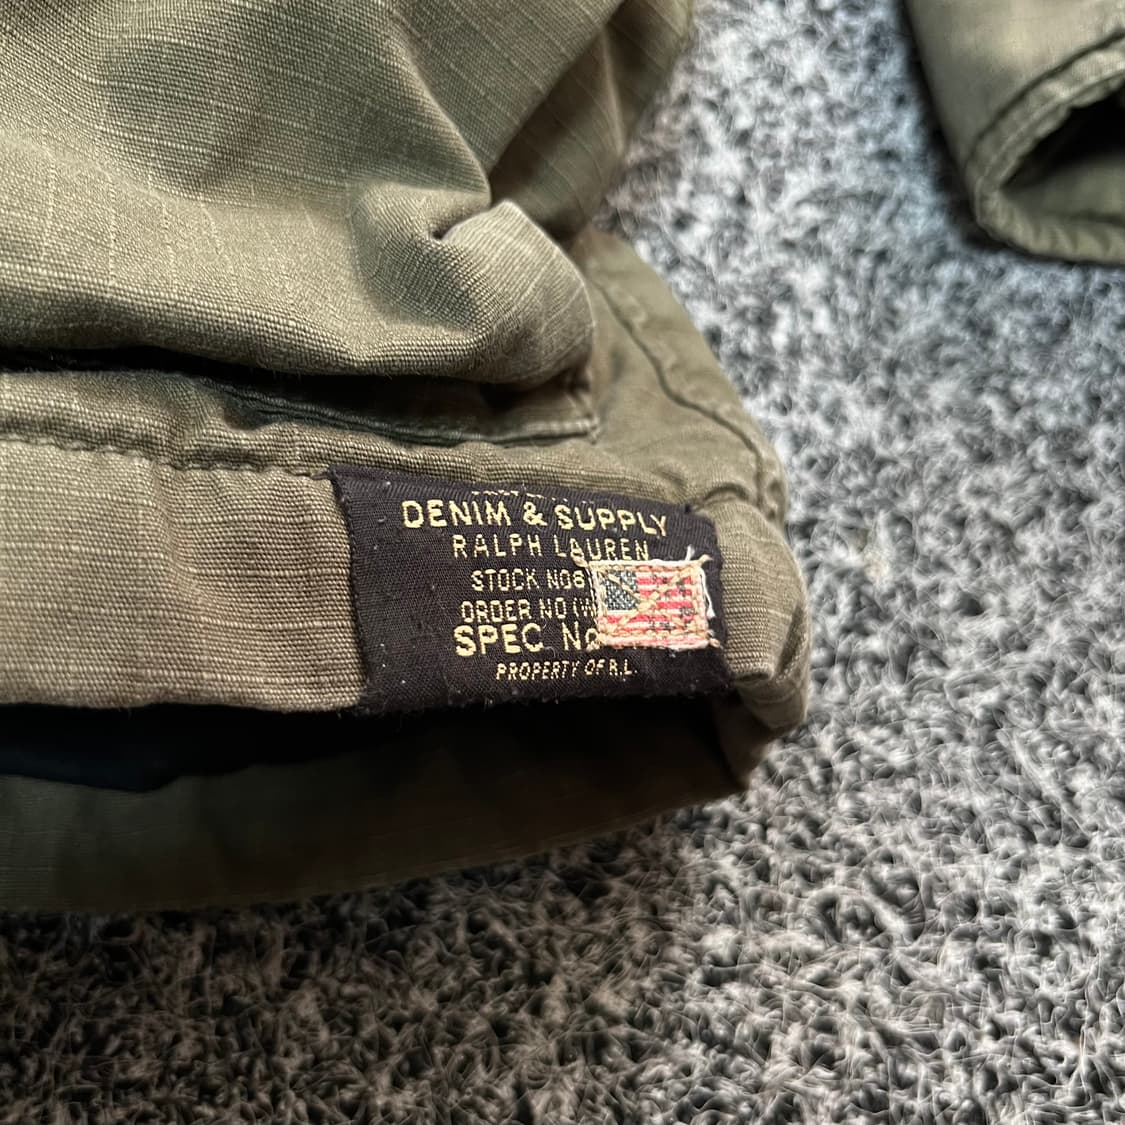 DENIM & SUPPLY
RALPH LAUREN
STOCK NO
ORDER NO
SPEC No
PROPERTY OF R.L.